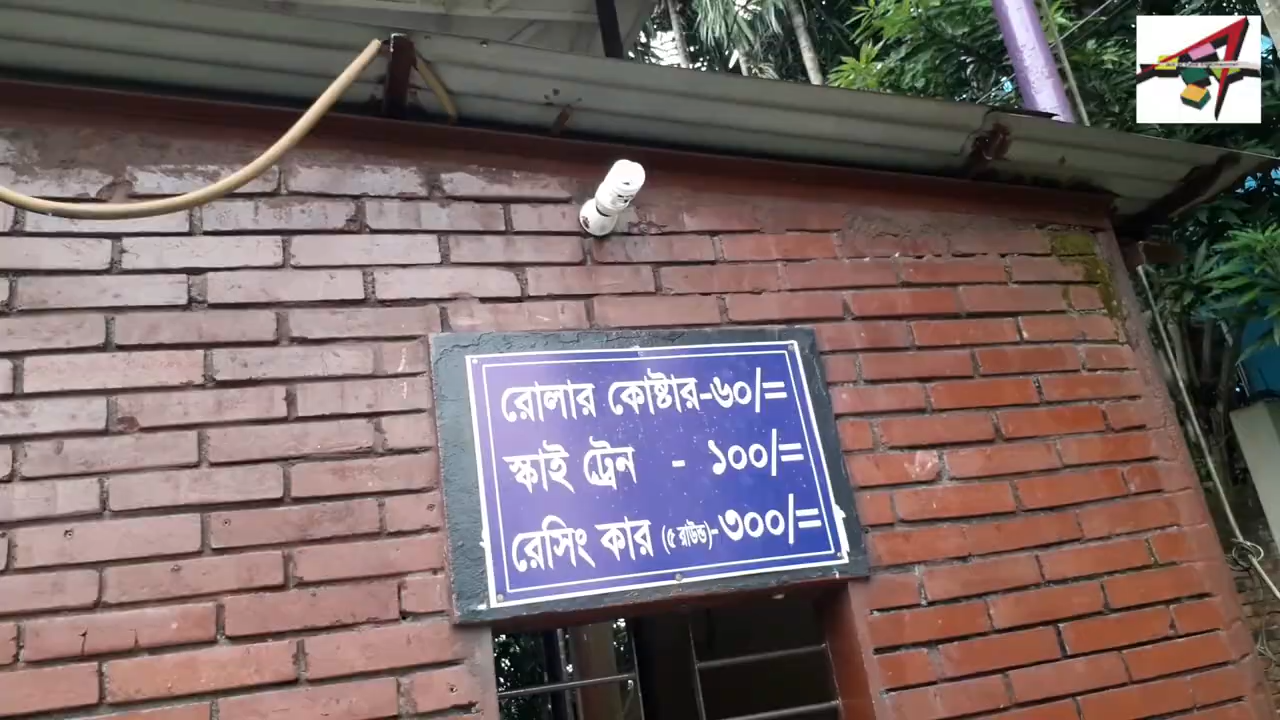 রোলার কোষ্টার-৬০/=
স্কাই ট্রেন - ১০০/=
রেসিং কার (৫ রাউন্ড)-৩০০/=